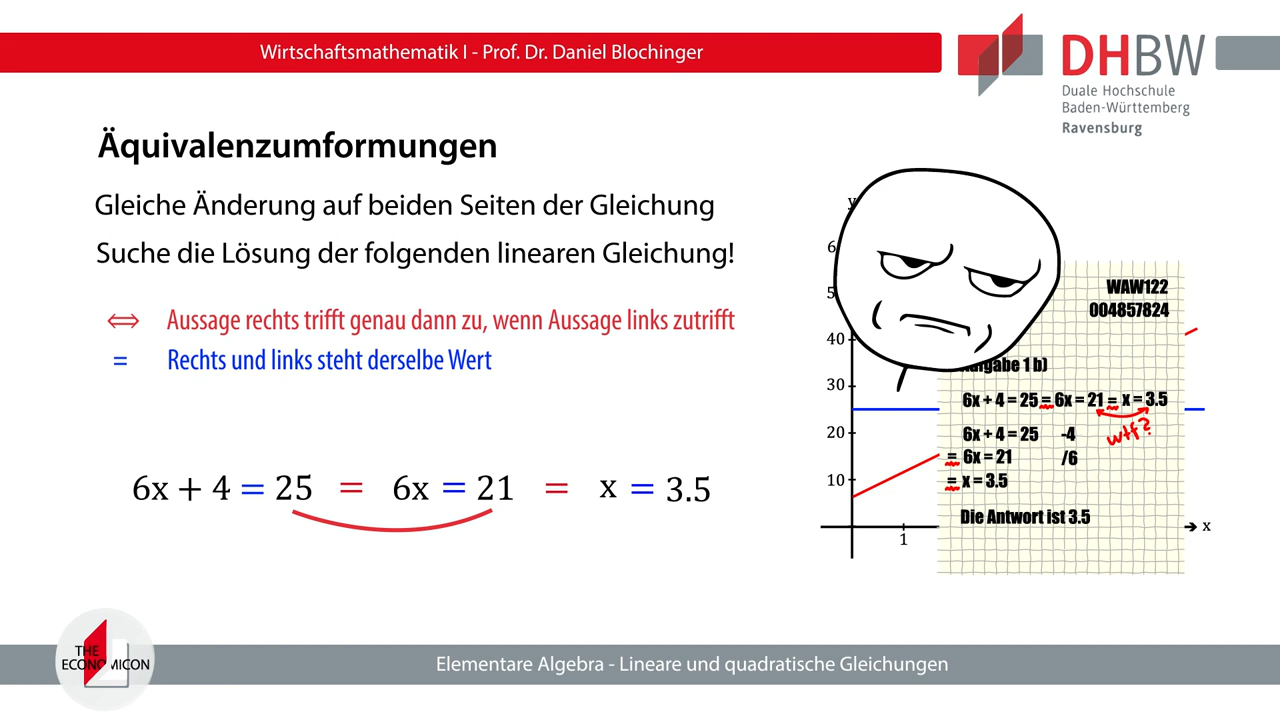 Wirtschaftsmathematik I - Prof. Dr. Daniel Blochinger
DHBW
Duale Hochschule
Baden-Württemberg
Ravensburg
Äquivalenzumformungen
Gleiche Änderung auf beiden Seiten der Gleichung
Suche die Lösung der folgenden linearen Gleichung!
⇔ Aussage rechts trifft genau dann zu, wenn Aussage links zutrifft
= Rechts und links steht derselbe Wert
6x + 4 = 25 = 6x = 21 = x = 3.5
y
6
5
40
30
20
10
1
x
WAW122
004857824
fgabe 1 b)
6x + 4 = 25 = 6x = 21 = x = 3.5
wtf?
6x + 4 = 25 -4
= 6x = 21 /6
= x = 3.5
Die Antwort ist 3.5
THE
ECONOMICON
Elementare Algebra - Lineare und quadratische Gleichungen